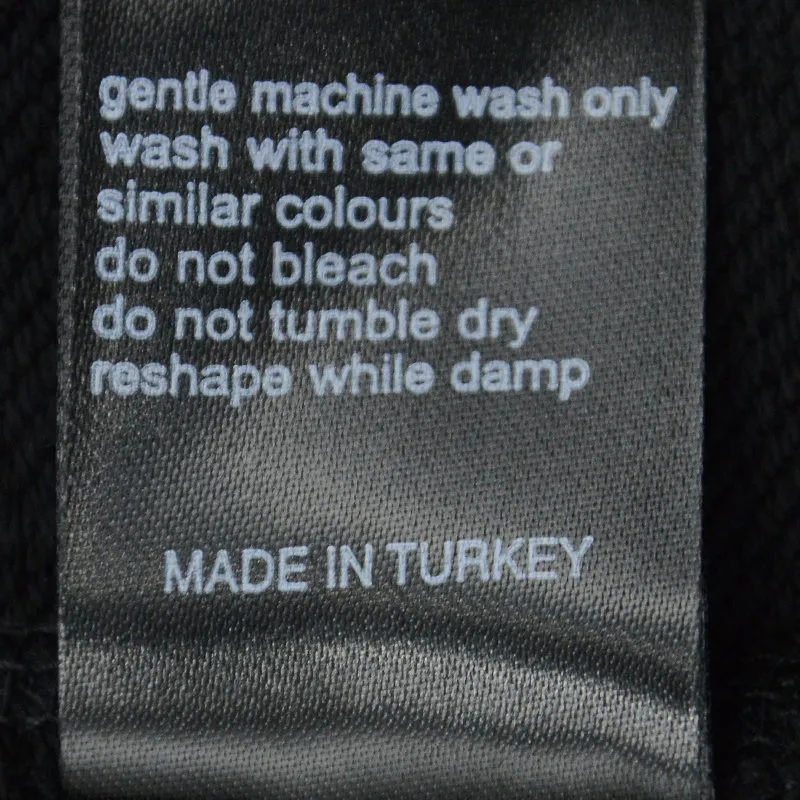 gentle machine wash only
wash with same or
similar colours
do not bleach
do not tumble dry
reshape while damp
MADE IN TURKEY